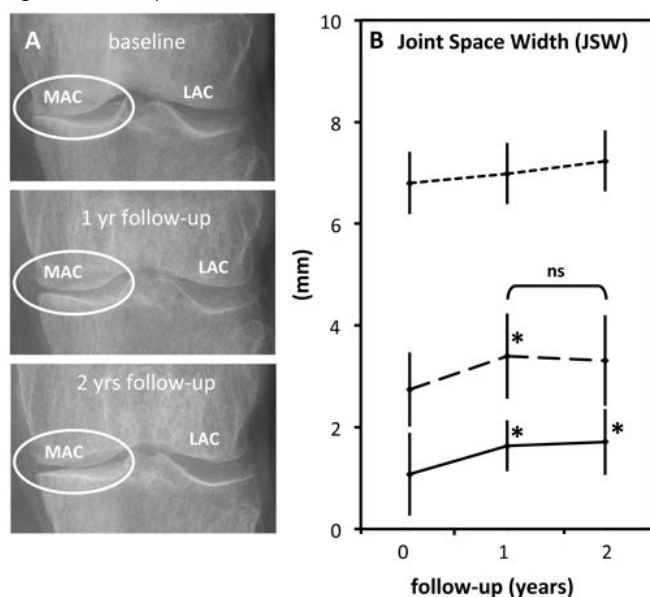 A
baseline
MAC
LAC
1 yr follow-up
MAC
LAC
2 yrs follow-up
MAC
LAC
B Joint Space Width (JSW)
10
8
6
4
2
0
(mm)
ns
*
*
*
0 1 2
follow-up (years)